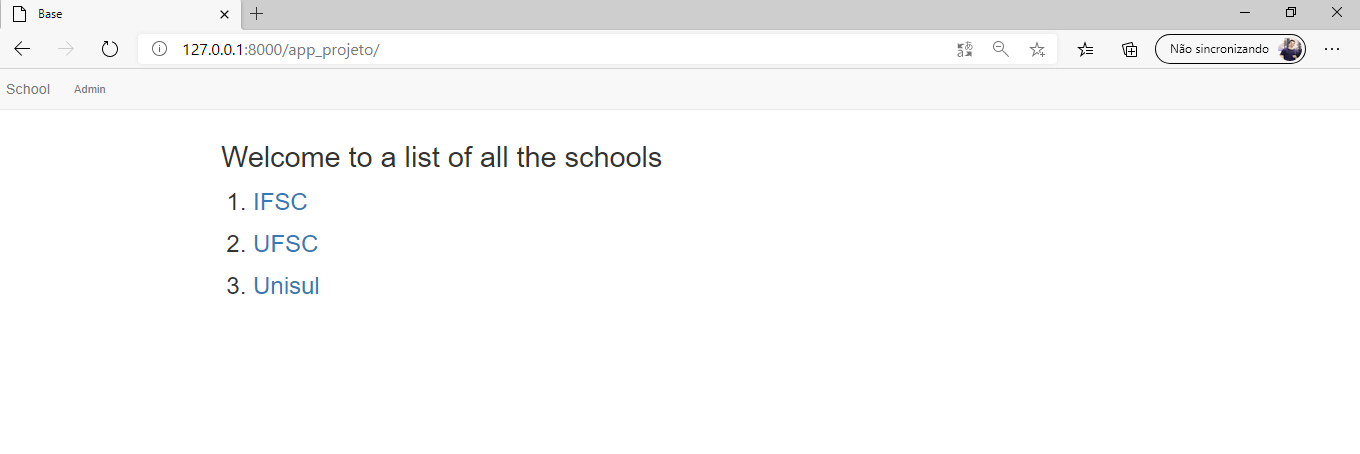 Base
127.0.0.1:8000/app_projeto/
Não sincronizando
School Admin
Welcome to a list of all the schools
1. IFSC
2. UFSC
3. Unisul